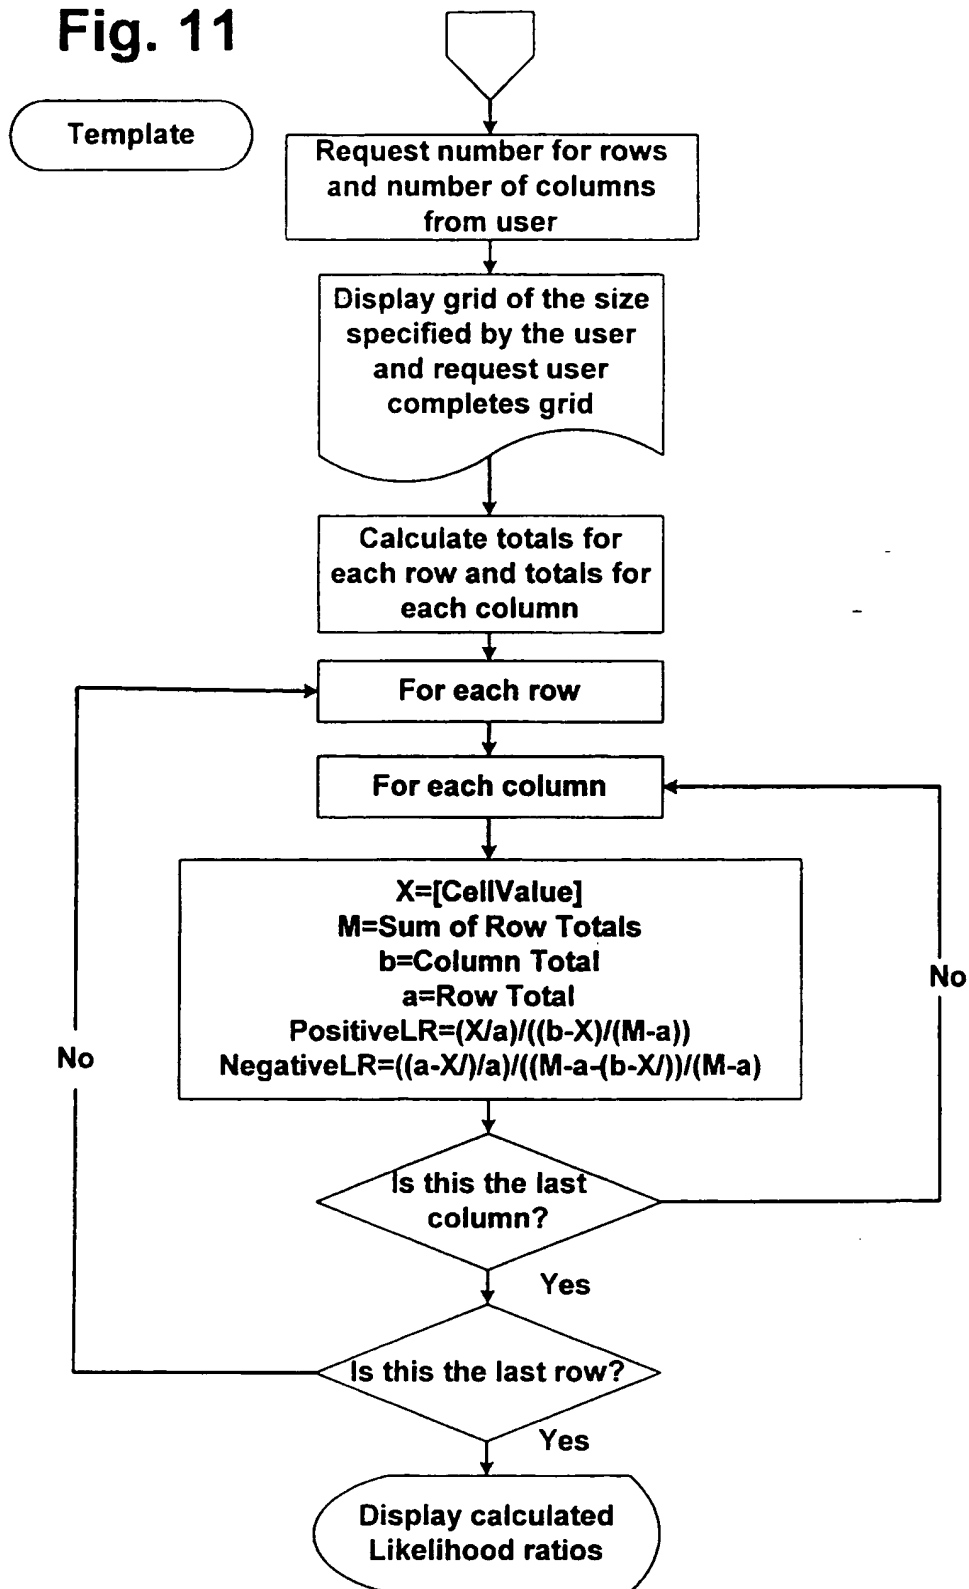 Fig. 11
Template
Request number for rows
and number of columns
from user
Display grid of the size
specified by the user
and request user
completes grid
Calculate totals for
each row and totals for
each column
For each row
For each column
X=[CellValue]
M=Sum of Row Totals
b=Column Total
a=Row Total
PositiveLR=(X/a)/((b-X)/(M-a))
NegativeLR=((a-X/)/a)/((M-a-(b-X/))/(M-a)
No
No
Is this the last
column?
Yes
Is this the last row?
Yes
Display calculated
Likelihood ratios